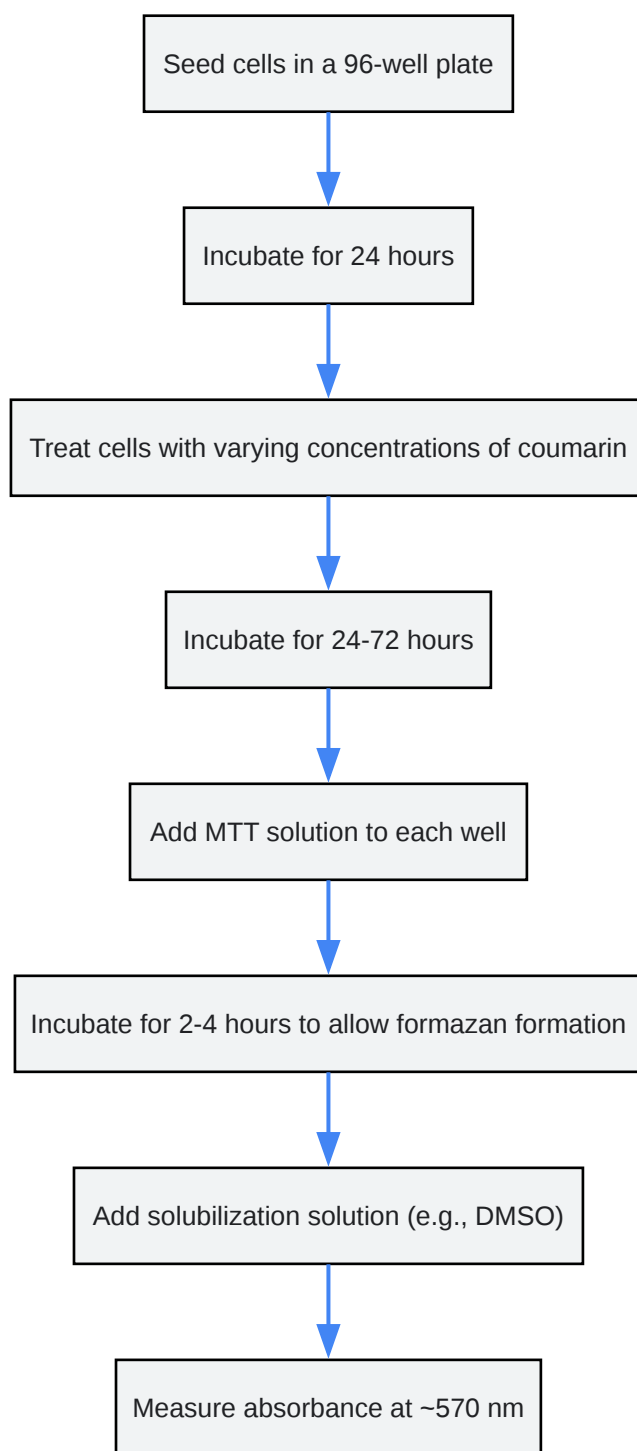 Seed cells in a 96-well plate
Incubate for 24 hours
Treat cells with varying concentrations of coumarin
Incubate for 24-72 hours
Add MTT solution to each well
Incubate for 2-4 hours to allow formazan formation
Add solubilization solution (e.g., DMSO)
Measure absorbance at ~570 nm